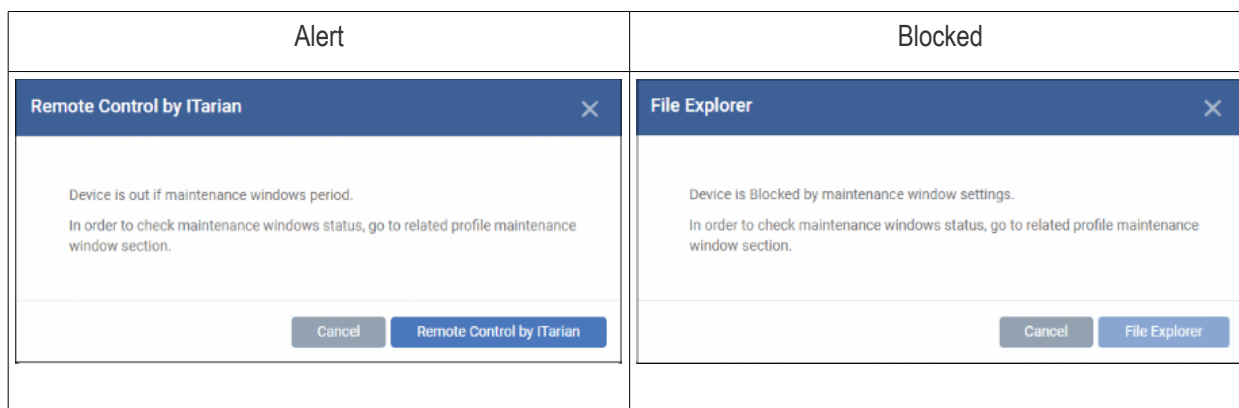 Alert
Blocked
Remote Control by ITarian
Device is out if maintenance windows period.
In order to check maintenance windows status, go to related profile maintenance
window section.
Cancel
Remote Control by ITarian
File Explorer
Device is Blocked by maintenance window settings.
In order to check maintenance windows status, go to related profile maintenance
window section.
Cancel
File Explorer